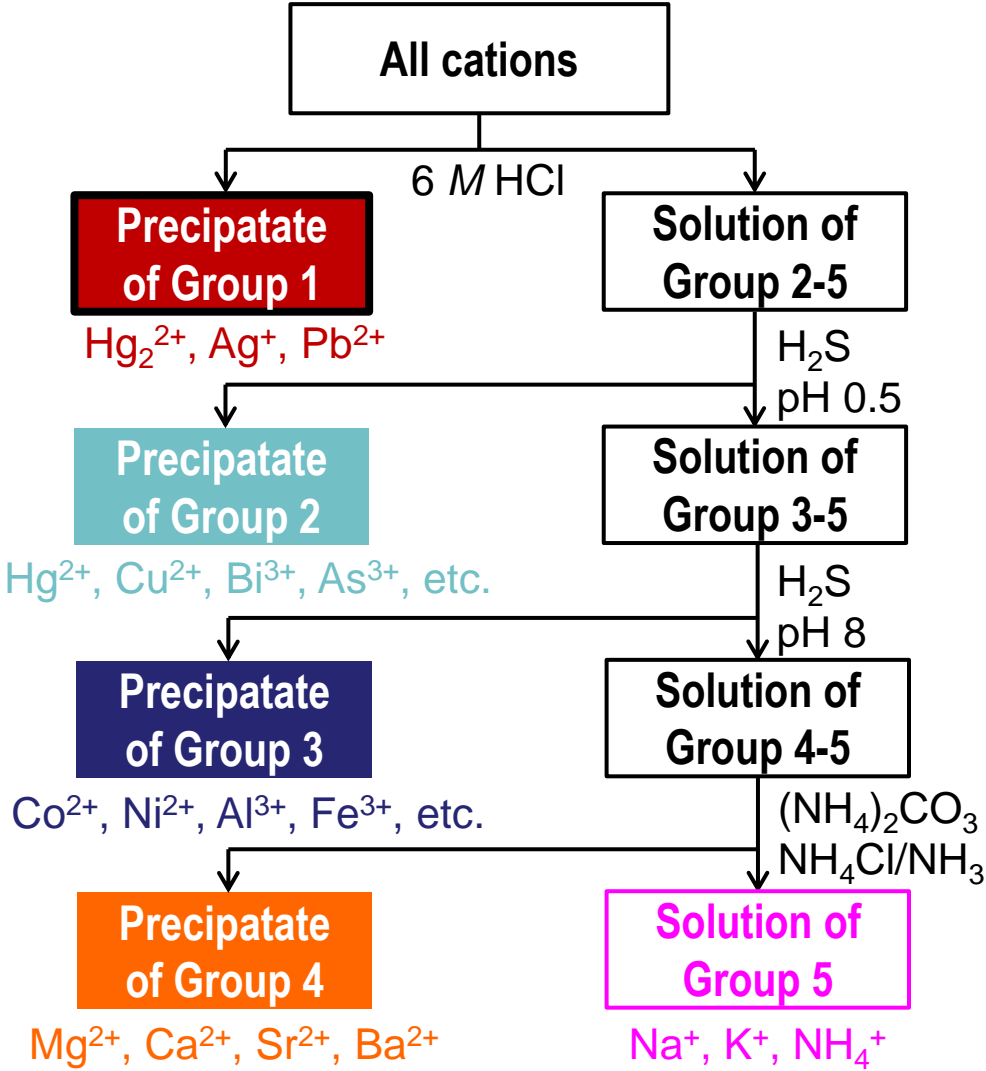 All cations
6 M HCl
Precipatate
of Group 1
Solution of
Group 2-5
Hg₂²⁺, Ag⁺, Pb²⁺
H₂S
pH 0.5
Precipatate
of Group 2
Solution of
Group 3-5
Hg²⁺, Cu²⁺, Bi³⁺, As³⁺, etc.
H₂S
pH 8
Precipatate
of Group 3
Solution of
Group 4-5
Co²⁺, Ni²⁺, Al³⁺, Fe³⁺, etc.
(NH₄)₂CO₃
NH₄Cl/NH₃
Precipatate
of Group 4
Solution of
Group 5
Mg²⁺, Ca²⁺, Sr²⁺, Ba²⁺
Na⁺, K⁺, NH₄⁺